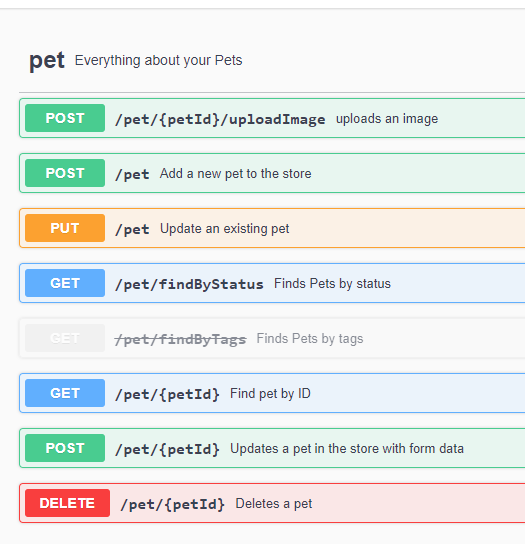 pet Everything about your Pets
POST /pet/{petId}/uploadImage uploads an image
POST /pet Add a new pet to the store
PUT /pet Update an existing pet
GET /pet/findByStatus Finds Pets by status
GET /pet/findByTags Finds Pets by tags
GET /pet/{petId} Find pet by ID
POST /pet/{petId} Updates a pet in the store with form data
DELETE /pet/{petId} Deletes a pet